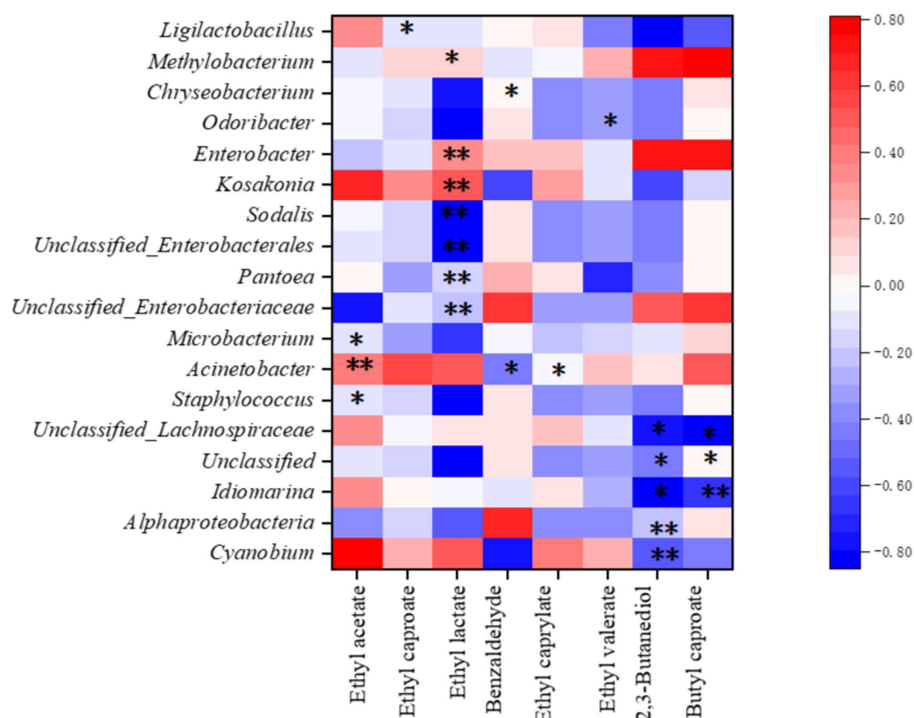 Ligilactobacillus *
Methylobacterium *
Chryseobacterium *
Odoribacter *
Enterobacter **
Kosakonia **
Sodalis **
Unclassified_Enterobacterales **
Pantoea **
Unclassified_Enterobacteriaceae **
Microbacterium *
Acinetobacter ** * *
Staphylococcus *
Unclassified_Lachnospiraceae * *
Unclassified * *
Idiomarina * **
Alphaproteobacteria **
Cyanobium **
Ethyl acetate
Ethyl caproate
Ethyl lactate
Benzaldehyde
Ethyl caprylate
Ethyl valerate
2,3-Butanediol
Butyl caproate
0.80
0.60
0.40
0.20
0.00
-0.20
-0.40
-0.60
-0.80